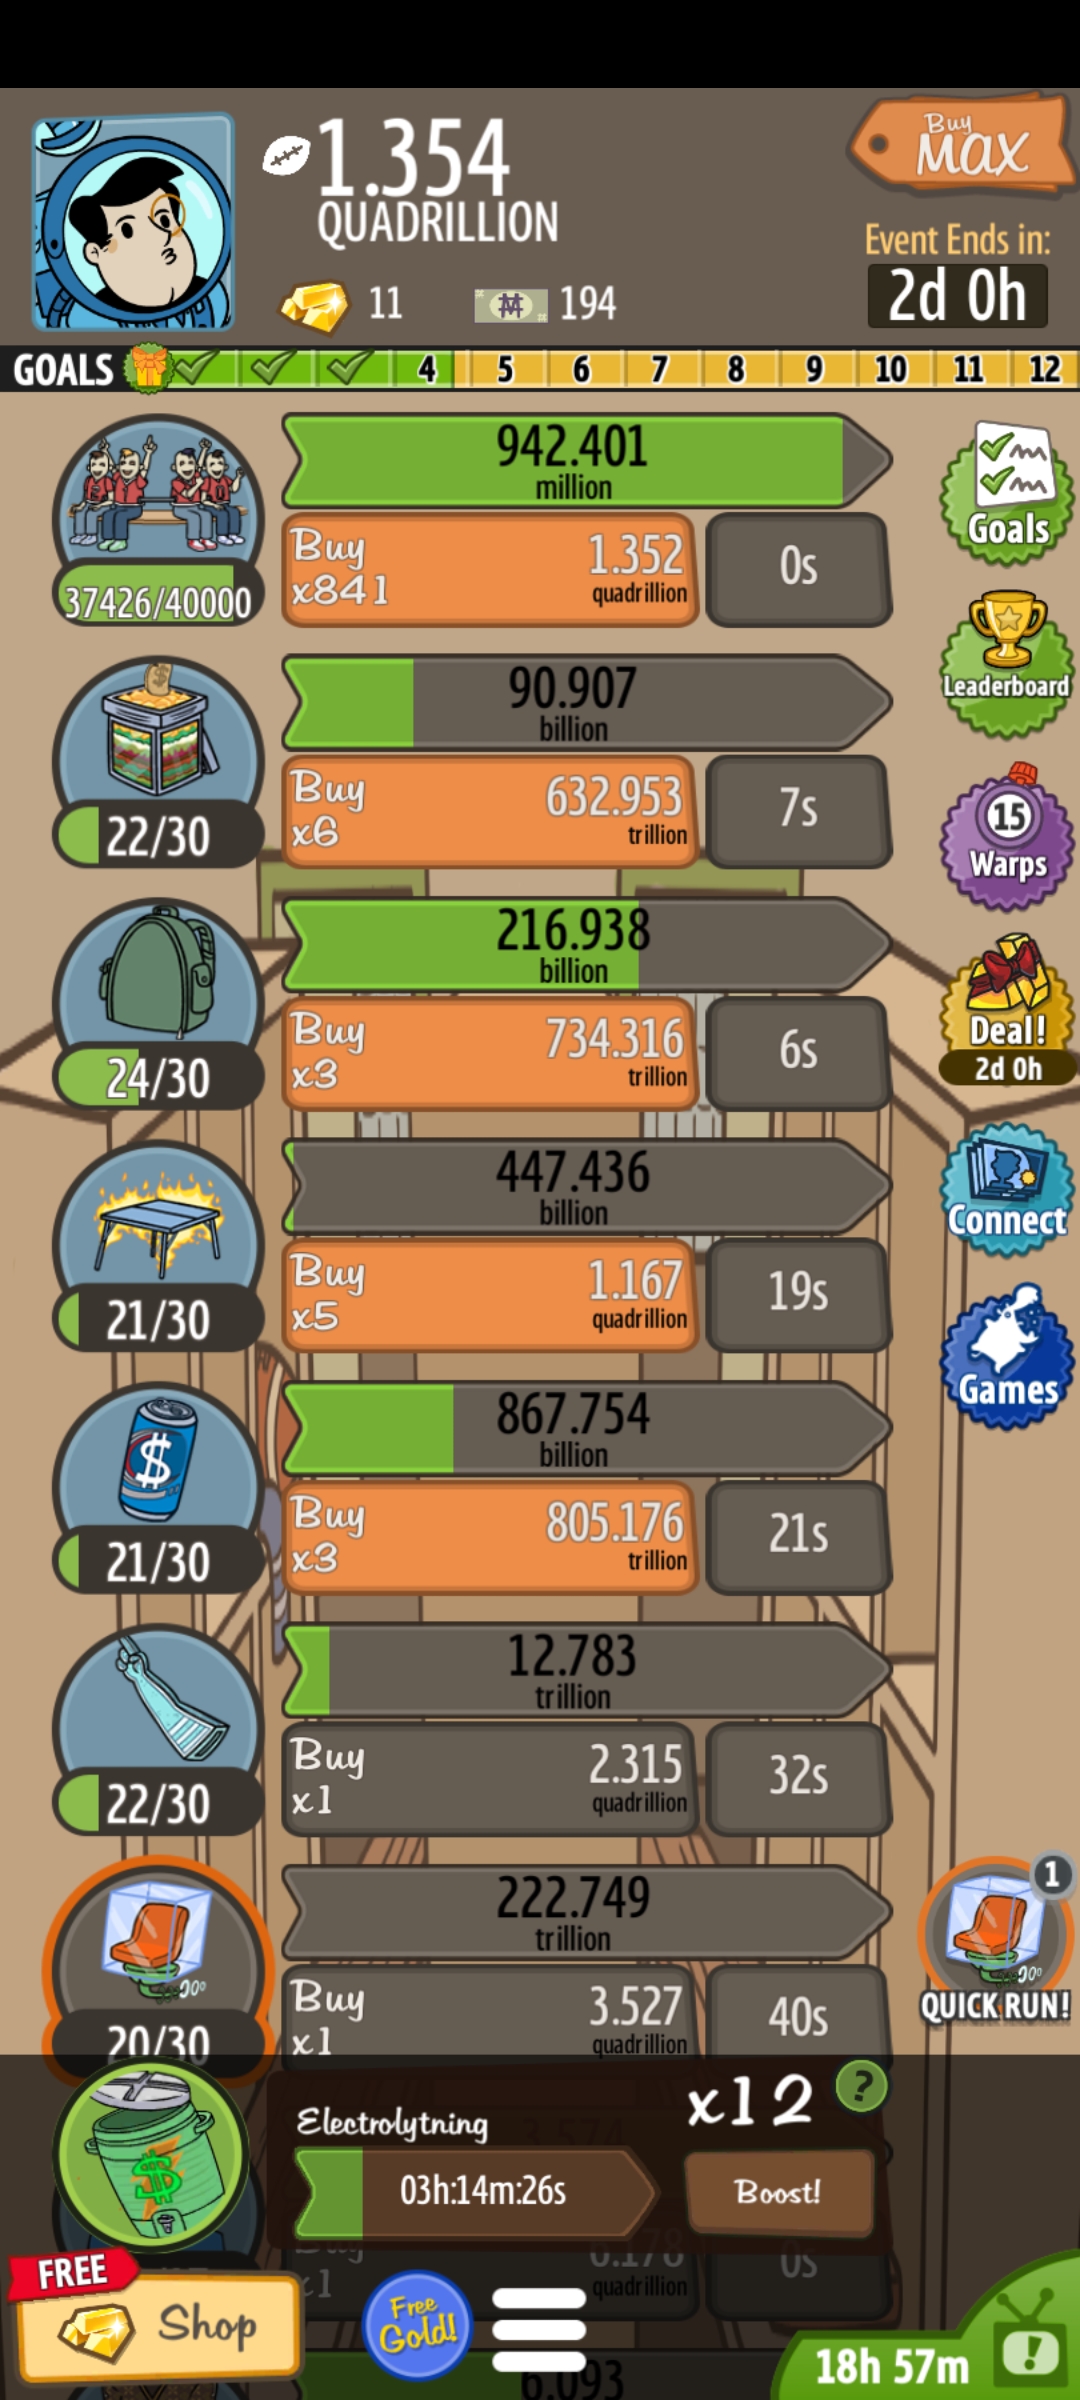 1.354
QUADRILLION
11
194
Buy
MAX
Event Ends in:
2d 0h
GOALS
4
5
6
7
8
9
10
11
12
942.401
million
Buy
x841
1.352
quadrillion
0s
37426/40000
90.907
billion
Buy
x6
632.953
trillion
7s
22/30
216.938
billion
Buy
x3
734.316
trillion
6s
24/30
447.436
billion
Buy
x5
1.167
quadrillion
19s
21/30
867.754
billion
Buy
x3
805.176
trillion
21s
21/30
12.783
trillion
Buy
x1
2.315
quadrillion
32s
22/30
222.749
trillion
Buy
x1
3.527
quadrillion
40s
20/30
Goals
Leaderboard
15
Warps
Deal!
2d 0h
Connect
Games
1
QUICK RUN!
Electrolytning
3.574
03h:14m:26s
x12
?
Boost!
Buy
x1
6.178
quadrillion
0s
FREE
Shop
Free
Gold!
6.093
18h 57m
!